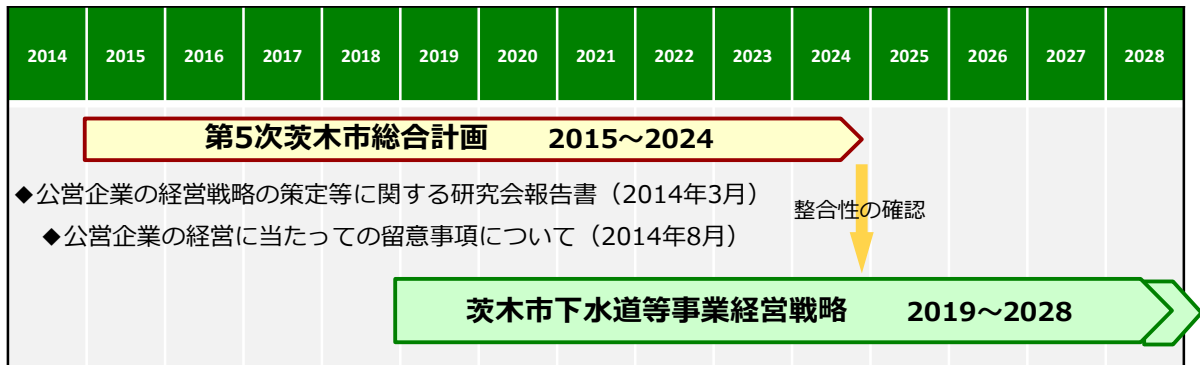 2014 2015 2016 2017 2018 2019 2020 2021 2022 2023 2024 2025 2026 2027 2028
第5次茨木市総合計画 2015～2024
◆公営企業の経営戦略の策定等に関する研究会報告書（2014年3月）
整合性の確認
◆公営企業の経営に当たっての留意事項について（2014年8月）
茨木市下水道等事業経営戦略 2019～2028